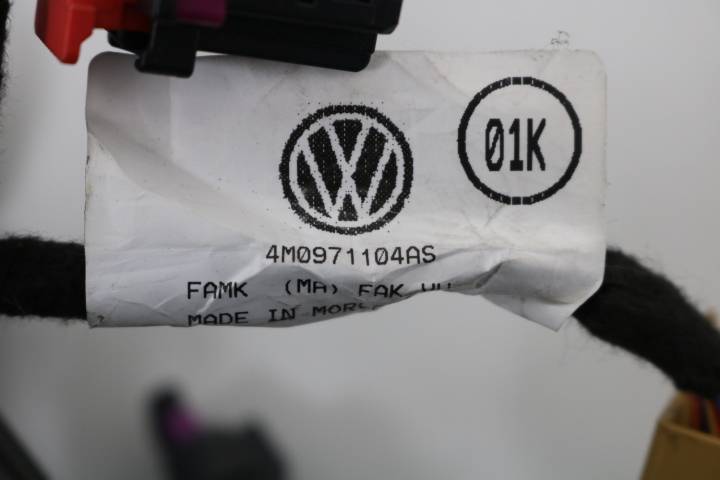 01K
4M0971104AS
FAMK (MA) FAK
MADE IN